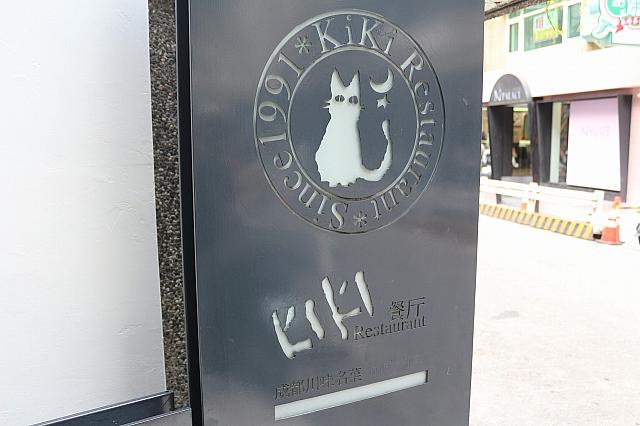 KiKi Restaurant * Since 1991 *
KIKI
餐厅
Restaurant
成都川味名菜